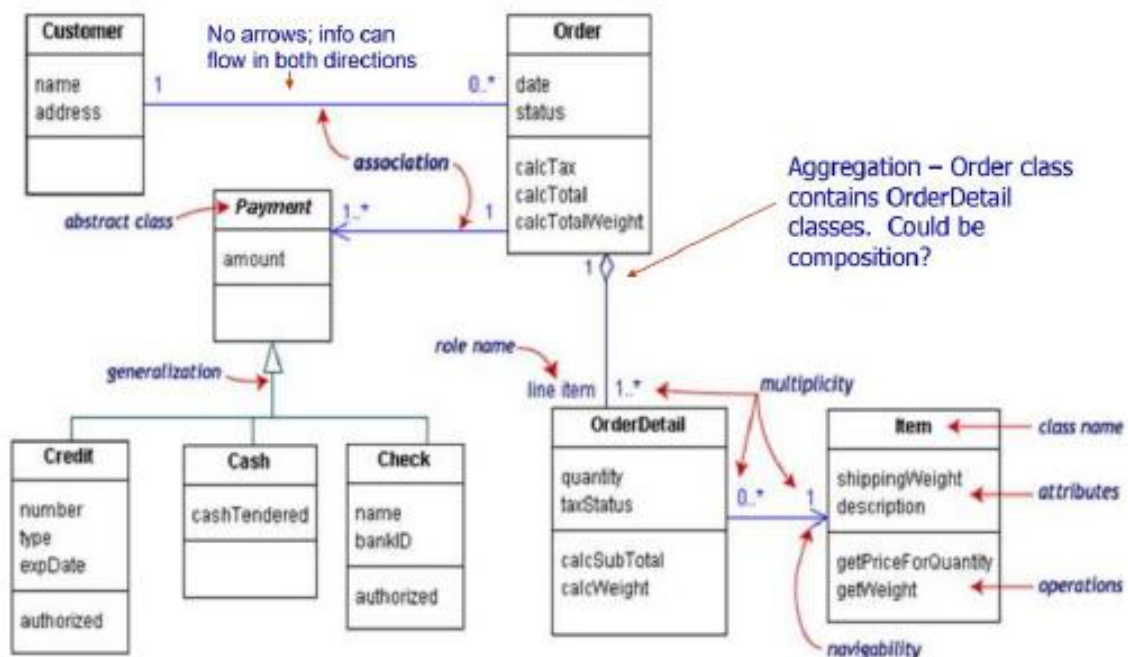 Customer
name
address
No arrows; info can
flow in both directions
1
0..*
Order
date
status
calcTax
calcTotal
calcTotalWeight
association
abstract class
Payment
amount
1..*
1
Aggregation – Order class
contains OrderDetail
classes. Could be
composition?
1
generalization
role name
line item
1..*
multiplicity
Credit
number
type
expDate
authorized
Cash
cashTendered
Check
name
bankID
authorized
OrderDetail
quantity
taxStatus
calcSubTotal
calcWeight
0..*
1
Item
shippingWeight
description
getPriceForQuantity
getWeight
class name
attributes
operations
navigability